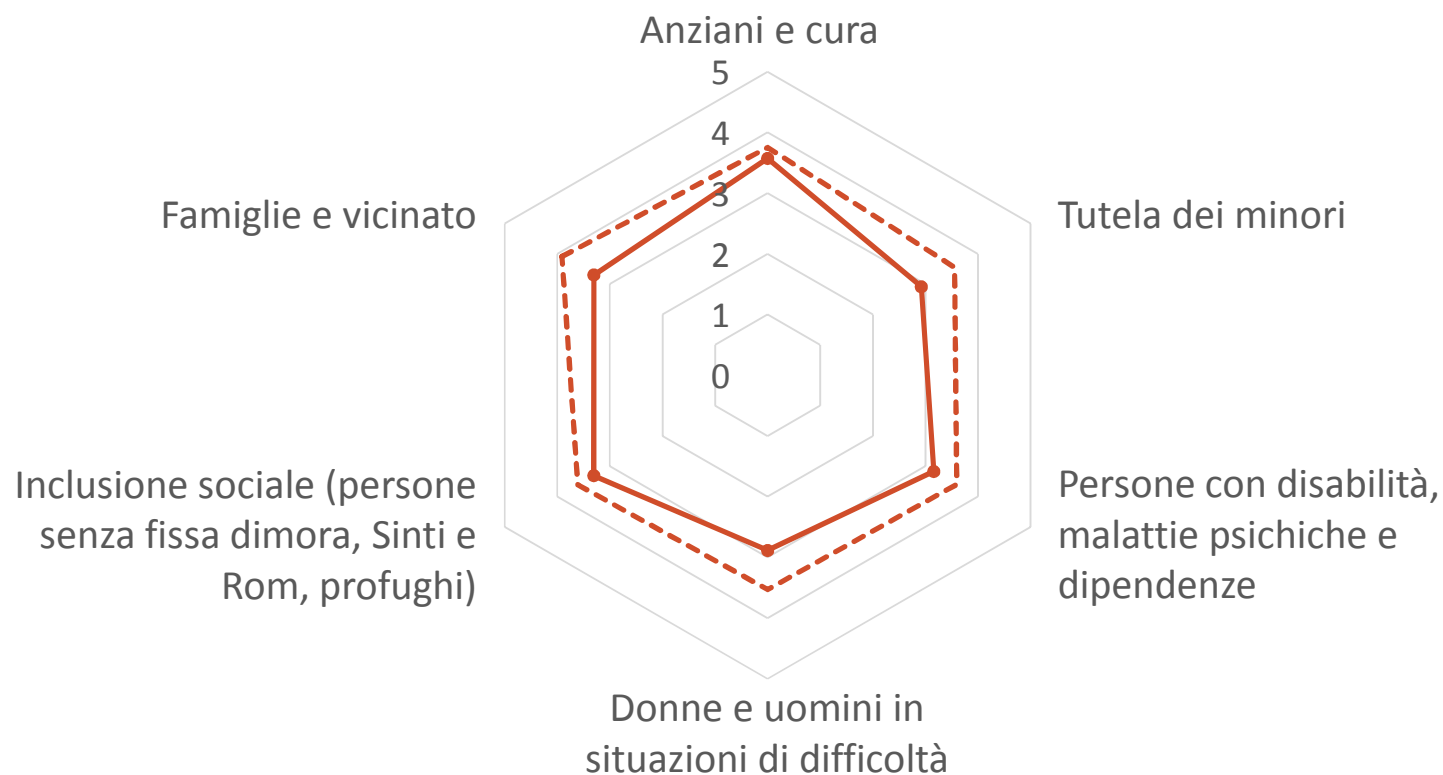 Anziani e cura
5
4
3
2
1
0
Tutela dei minori
Persone con disabilità,
malattie psichiche e
dipendenze
Donne e uomini in
situazioni di difficoltà
Inclusione sociale (persone
senza fissa dimora, Sinti e
Rom, profughi)
Famiglie e vicinato